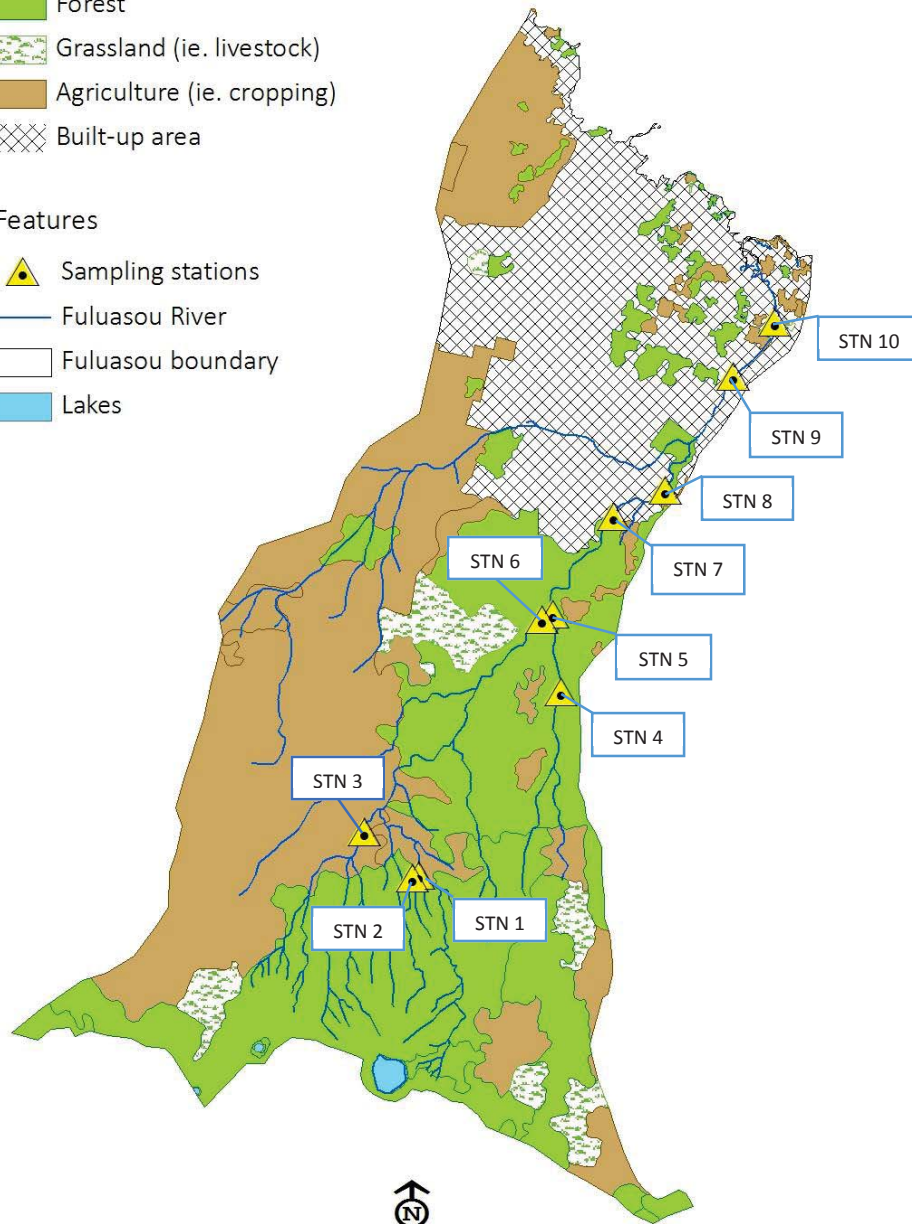 Forest
Grassland (ie. livestock)
Agriculture (ie. cropping)
Built-up area
Features
Sampling stations
Fuluasou River
Fuluasou boundary
Lakes
STN 10
STN 9
STN 8
STN 7
STN 6
STN 5
STN 4
STN 3
STN 2
STN 1
N